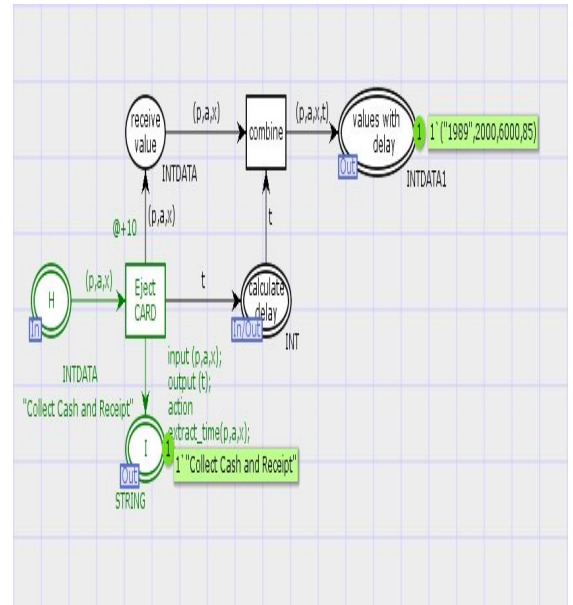 receive
value
(p,a,x)
combine
(p,a,x,t)
values with
delay
1
1`("1989",2000,6000,85)
Out
INTDATA
INTDATA1
@+10
(p,a,x)
t
H
In
(p,a,x)
Eject
CARD
t
calculate
delay
In/Out
INT
INTDATA
"Collect Cash and Receipt"
input (p,a,x);
output (t);
action
extract_time(p,a,x);
I
1
1`"Collect Cash and Receipt"
Out
STRING